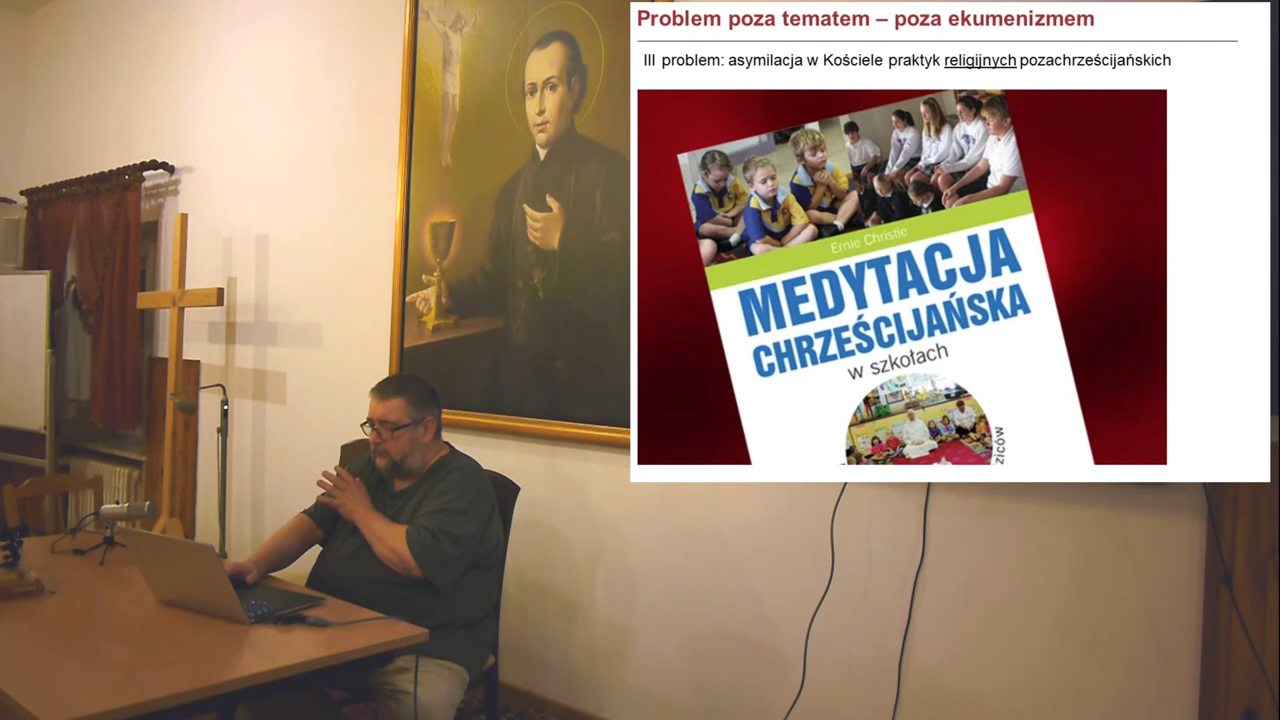 Problem poza tematem – poza ekumenizmem
III problem: asymilacja w Kościele praktyk religijnych pozachrześcijańskich
Ernie Christie
MEDYTACJA
CHRZEŚCIJAŃSKA
w szkołach